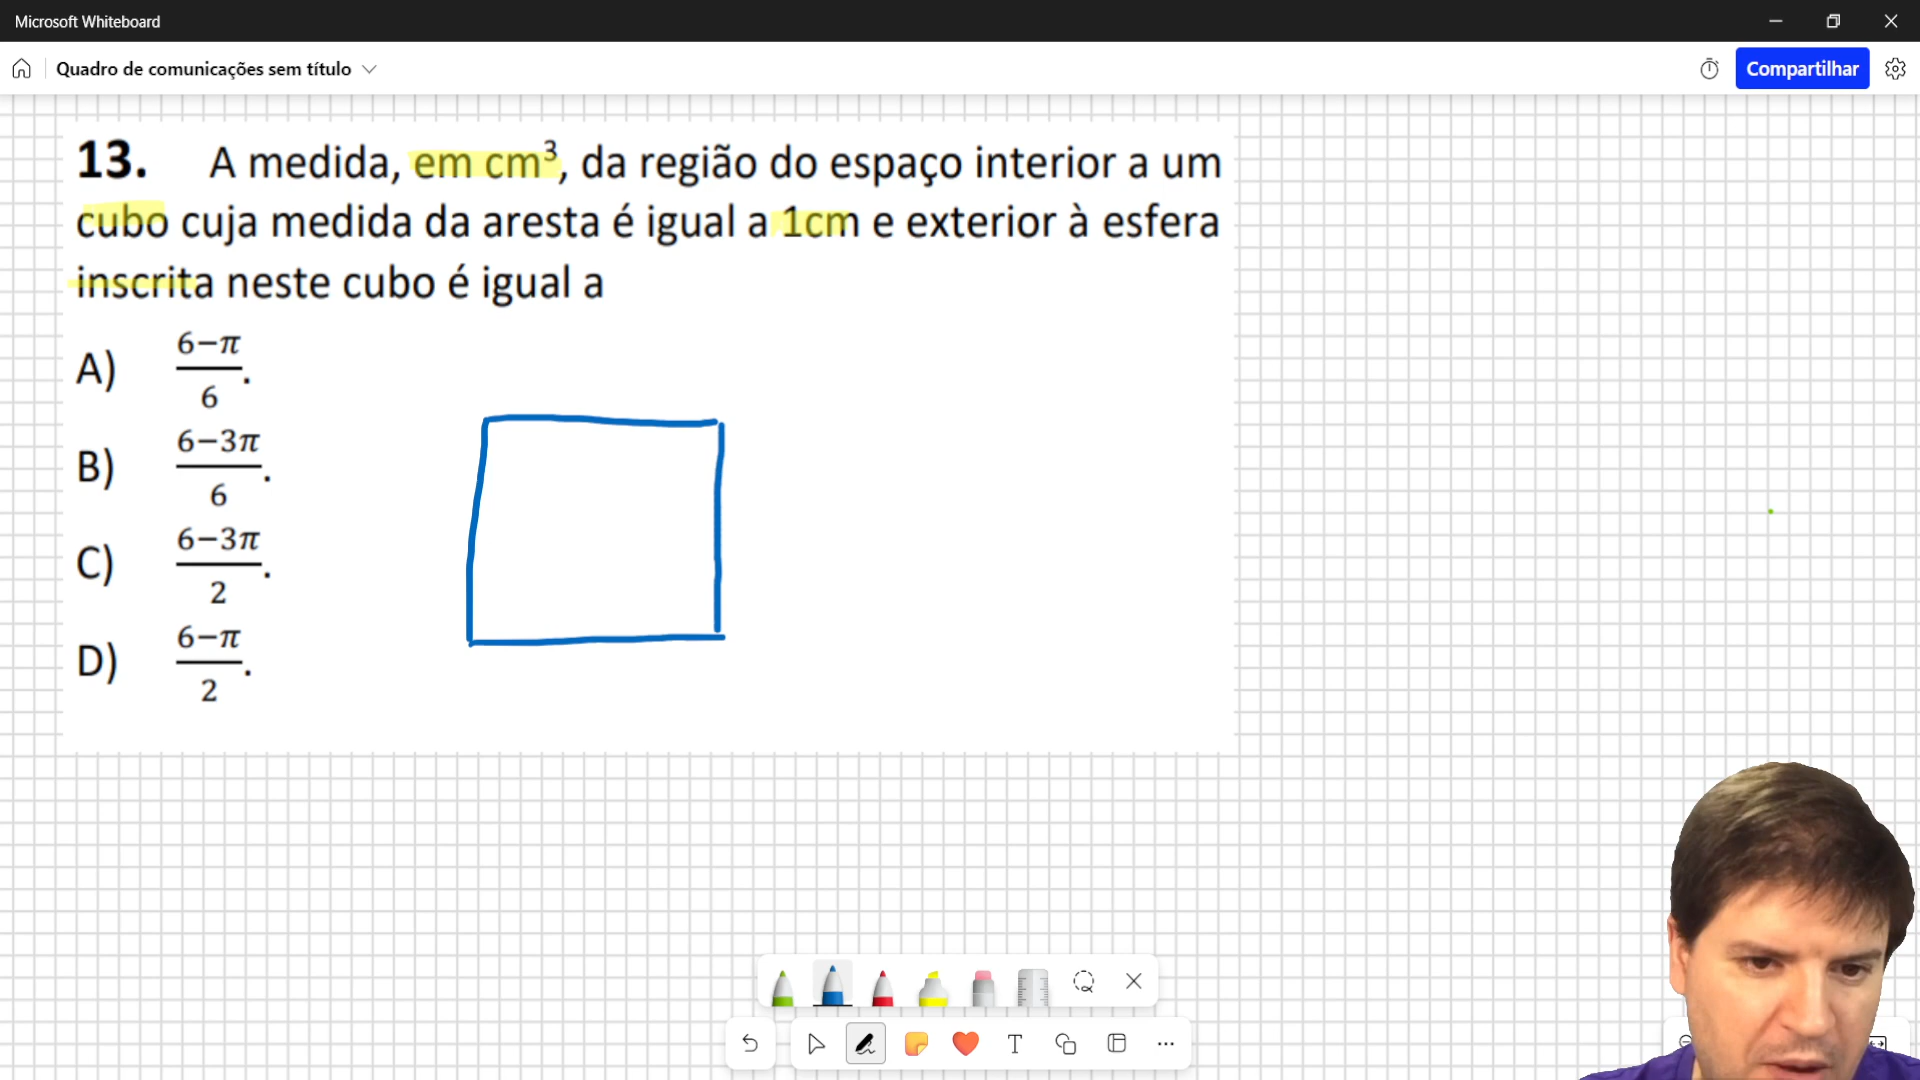 Microsoft Whiteboard
Quadro de comunicações sem título
Compartilhar
13. A medida, em cm³, da região do espaço interior a um
cubo cuja medida da aresta é igual a 1cm e exterior à esfera
inscrita neste cubo é igual a
A) 6−π/6.
B) 6−3π/6.
C) 6−3π/2.
D) 6−π/2.